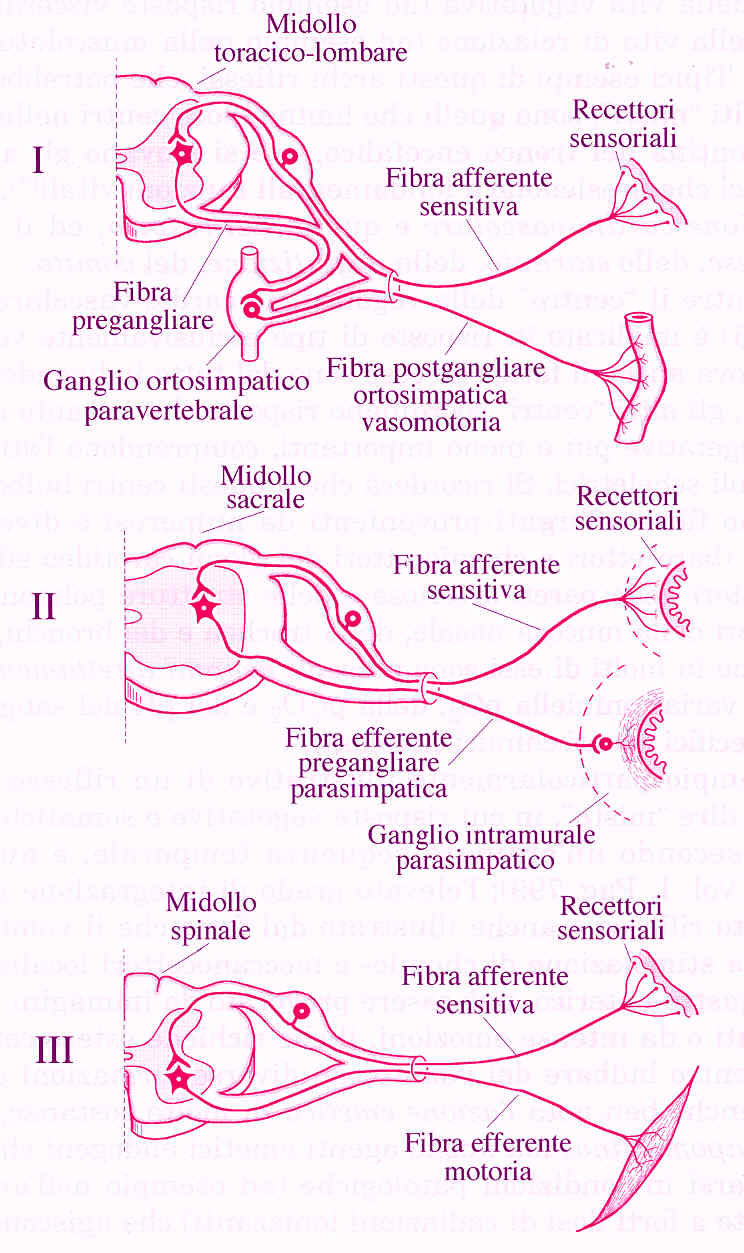 Midollo
toracico-lombare
Recettori
sensoriali
I
Fibra afferente
sensitiva
Fibra
pregangliare
Ganglio ortosimpatico
paravertebrale
Fibra postgangliare
ortosimpatica
vasomotoria
Midollo
sacrale
Recettori
sensoriali
II
Fibra afferente
sensitiva
Fibra efferente
pregangliare
parasimpatica
Ganglio intramurale
parasimpatico
Midollo
spinale
Recettori
sensoriali
III
Fibra afferente
sensitiva
Fibra efferente
motoria